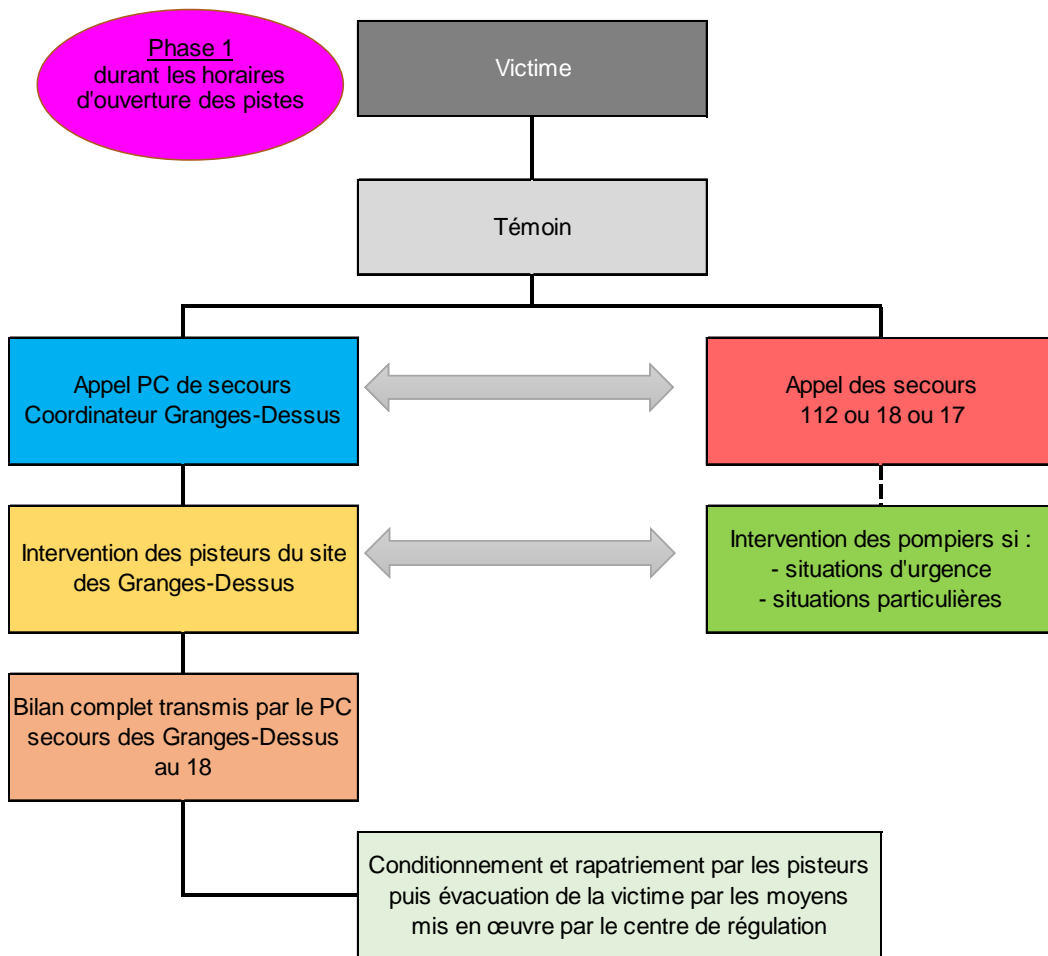 Phase 1
durant les horaires
d'ouverture des pistes
Victime
Témoin
Appel PC de secours
Coordinateur Granges-Dessus
Appel des secours
112 ou 18 ou 17
Intervention des pisteurs du site
des Granges-Dessus
Intervention des pompiers si :
- situations d'urgence
- situations particulières
Bilan complet transmis par le PC
secours des Granges-Dessus
au 18
Conditionnement et rapatriement par les pisteurs
puis évacuation de la victime par les moyens
mis en œuvre par le centre de régulation